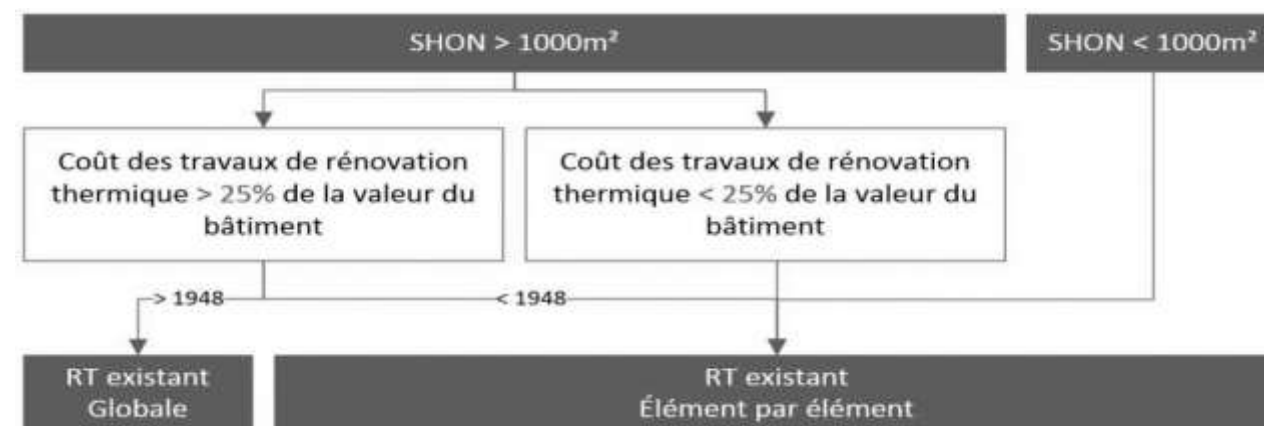 SHON > 1000m²
SHON < 1000m²
Coût des travaux de rénovation
thermique > 25% de la valeur du
bâtiment
Coût des travaux de rénovation
thermique < 25% de la valeur du
bâtiment
> 1948
< 1948
RT existant
Globale
RT existant
Élément par élément